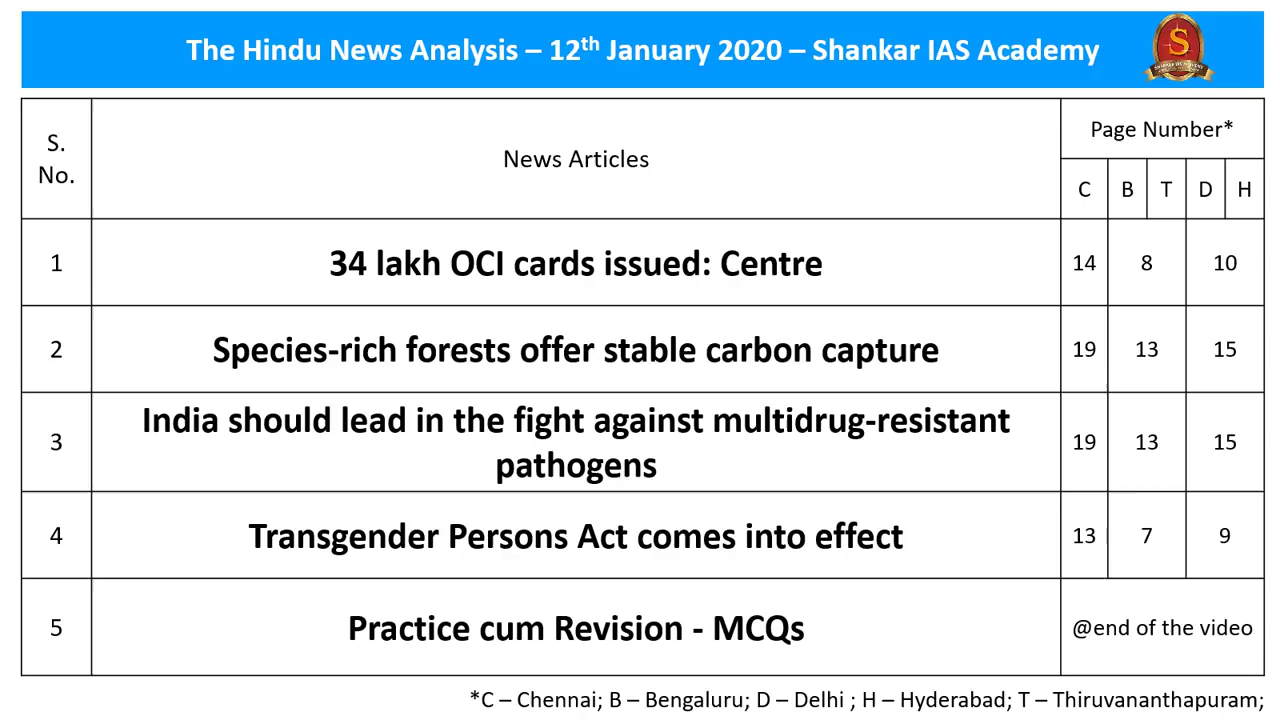 The Hindu News Analysis – 12th January 2020 – Shankar IAS Academy
S
S.
No.
News Articles
Page Number*
C B T D H
1 34 lakh OCI cards issued: Centre 14 8 10
2 Species-rich forests offer stable carbon capture 19 13 15
3 India should lead in the fight against multidrug-resistant
pathogens 19 13 15
4 Transgender Persons Act comes into effect 13 7 9
5 Practice cum Revision - MCQs @end of the video
*C – Chennai; B – Bengaluru; D – Delhi ; H – Hyderabad; T – Thiruvananthapuram;